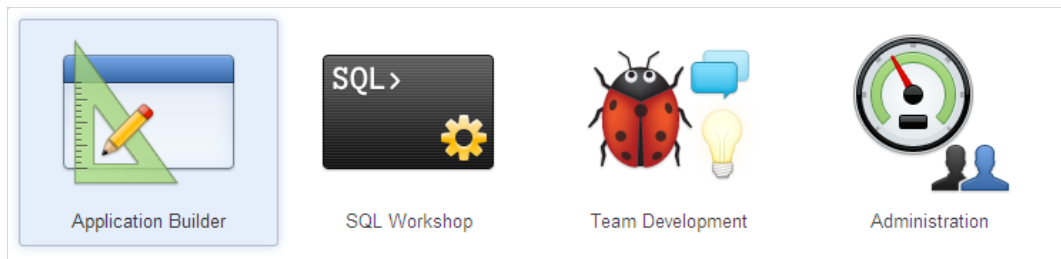 SQL>
Application Builder
SQL Workshop
Team Development
Administration